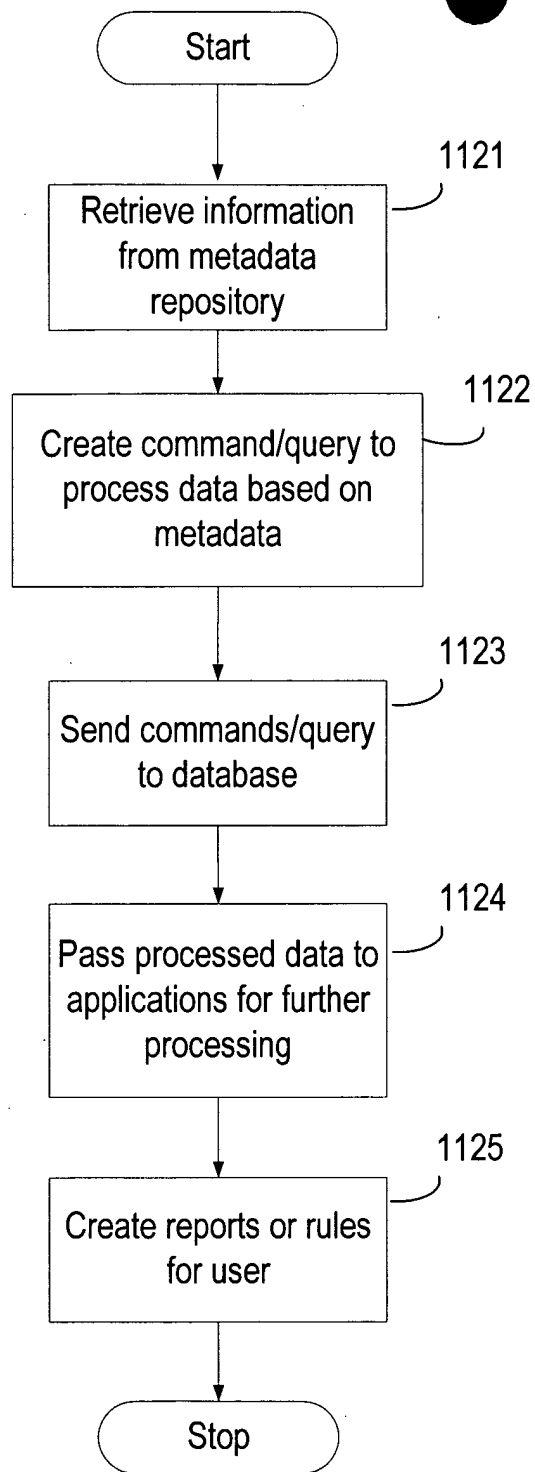 Start
1121
Retrieve information
from metadata
repository
1122
Create command/query to
process data based on
metadata
1123
Send commands/query
to database
1124
Pass processed data to
applications for further
processing
1125
Create reports or rules
for user
Stop